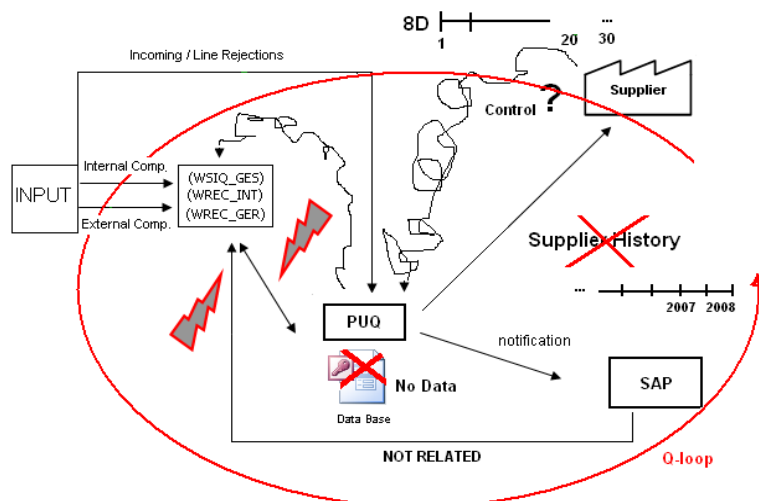 8D
...
1
20
30
Incoming / Line Rejections
Supplier
Control ?
Internal Comp.
(WSIQ_GES)
INPUT
(WREC_INT)
(WREC_GER)
External Comp.
Supplier History
...
2007
2008
PUQ
notification
No Data
SAP
Data Base
NOT RELATED
Q-loop